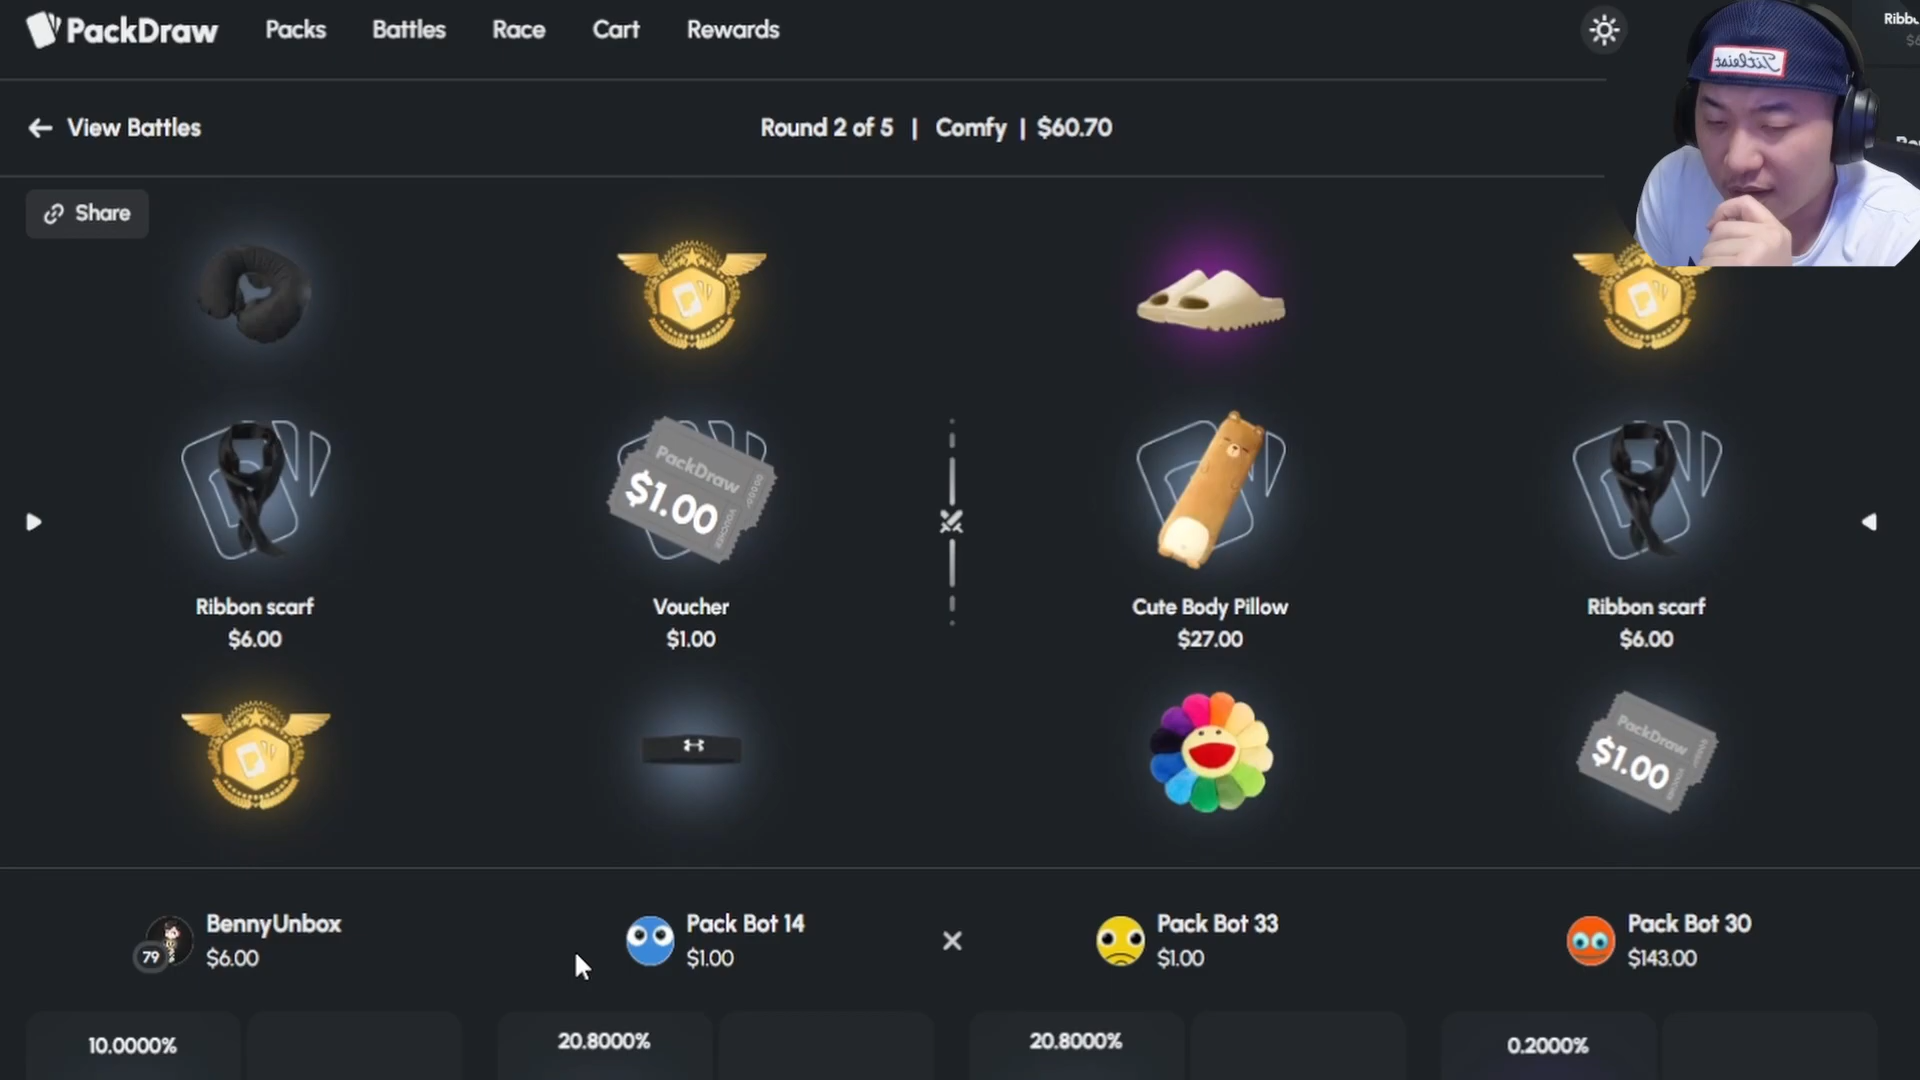 PackDraw
Packs
Battles
Race
Cart
Rewards
Titleist
View Battles
Round 2 of 5 | Comfy | $60.70
Share
PackDraw
$1.00
VOUCHER
Ribbon scarf
$6.00
Voucher
$1.00
Cute Body Pillow
$27.00
Ribbon scarf
$6.00
PackDraw
$1.00
BennyUnbox
79
$6.00
Pack Bot 14
$1.00
Pack Bot 33
$1.00
Pack Bot 30
$143.00
10.0000%
20.8000%
20.8000%
0.2000%